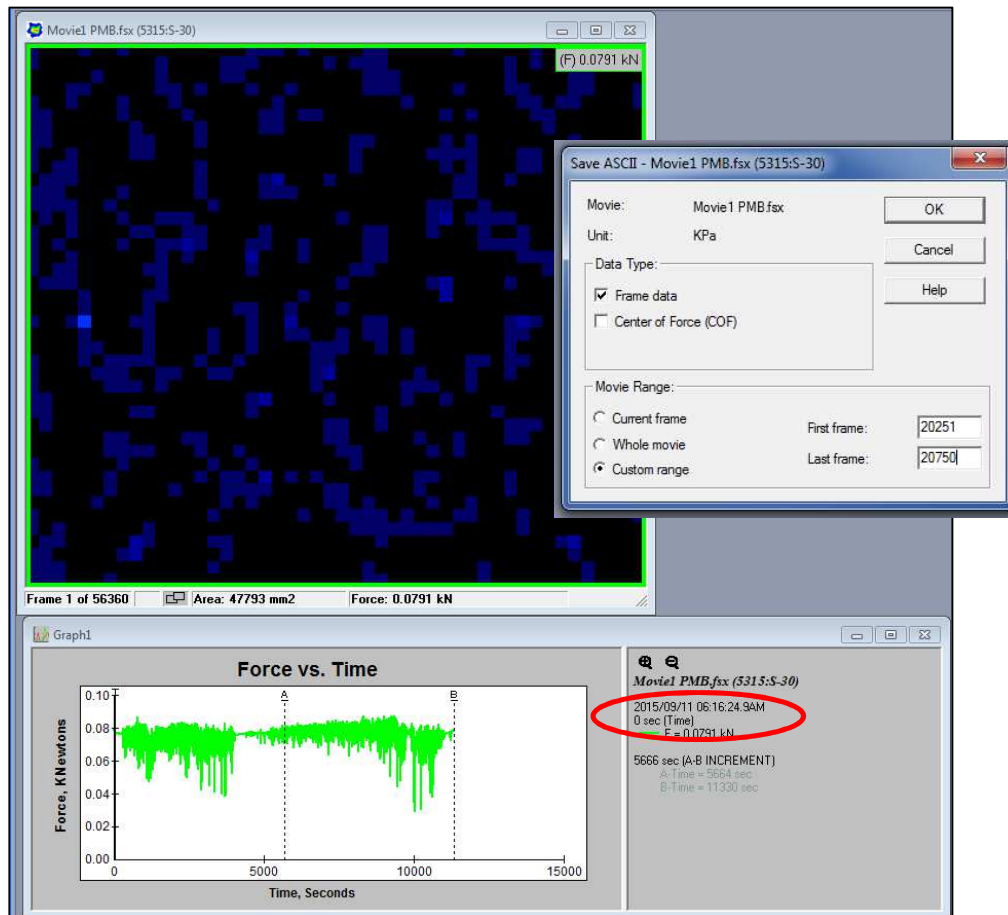 Movie1 PMB.fsx (5315:S-30)
(F) 0.0791 kN
Save ASCII - Movie1 PMB.fsx (5315:S-30)
Movie: Movie1 PMB.fsx
OK
Unit: KPa
Cancel
Data Type:
Help
Frame data
Center of Force (COF)
Movie Range:
Current frame
First frame: 20251
Whole movie
Last frame: 20750
Custom range
Frame 1 of 56360 Area: 47793 mm2 Force: 0.0791 kN
Graph1
Force vs. Time
0.10
0.08
0.06
0.04
0.02
0.00
Force, KNewtons
A
B
0 5000 10000 15000
Time, Seconds
Movie1 PMB.fsx (5315:S-30)
2015/09/11 06:16:24.9AM
0 sec (Time)
F = 0.0791 kN
5666 sec (A-B INCREMENT)
A-Time = 5664 sec
B-Time = 11330 sec